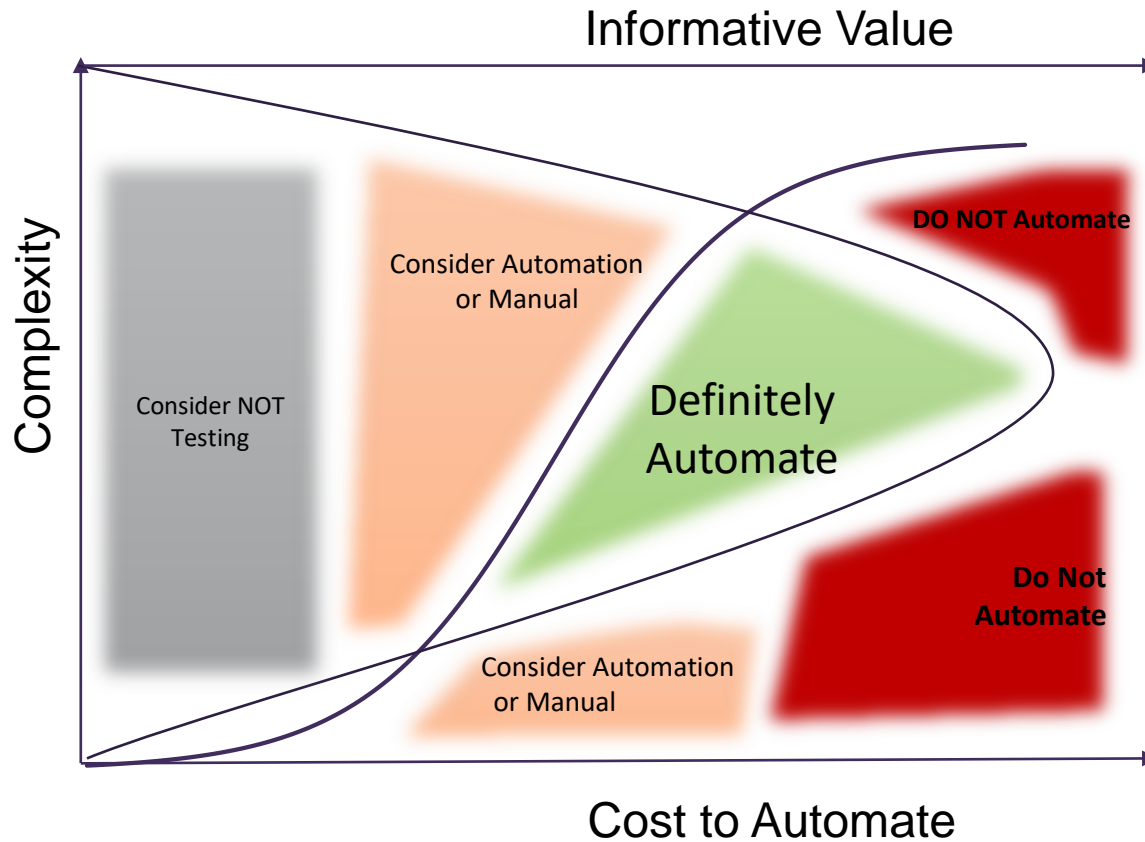 Informative Value
Complexity
DO NOT Automate
Consider Automation
or Manual
Definitely
Automate
Consider NOT
Testing
Do Not
Automate
Consider Automation
or Manual
Cost to Automate